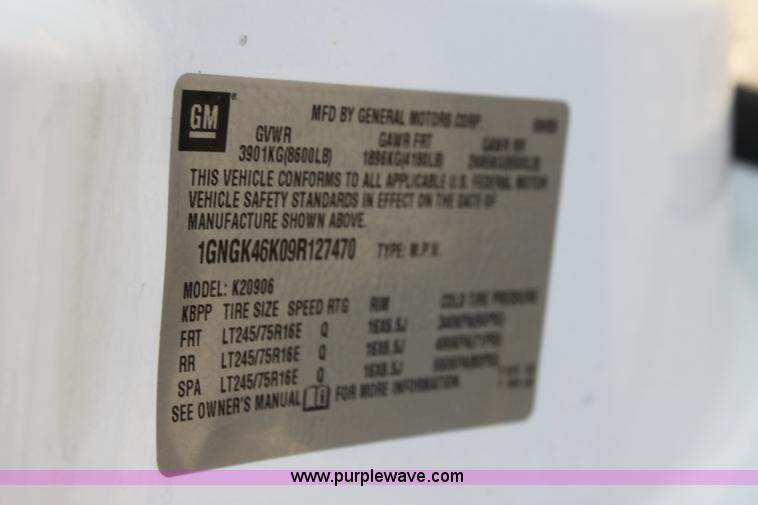 GM
MFD BY GENERAL MOTORS CORP.
GVWR GAWR FRT GAWR RR
3901KG(8600LB) 1896KG(4180LB)
THIS VEHICLE CONFORMS TO ALL APPLICABLE U.S. FEDERAL MOTOR
VEHICLE SAFETY STANDARDS IN EFFECT ON THE DATE OF
MANUFACTURE SHOWN ABOVE.
1GNGK46K09R127470 TYPE: M.P.V.
MODEL: K20906
KBPP TIRE SIZE SPEED RTG RIM COLD TIRE PRESSURE
FRT LT245/75R16E Q 16X6.5J
RR LT245/75R16E Q 16X6.5J
SPA LT245/75R16E Q 16X6.5J
SEE OWNER'S MANUAL FOR MORE INFORMATION.
www.purplewave.com